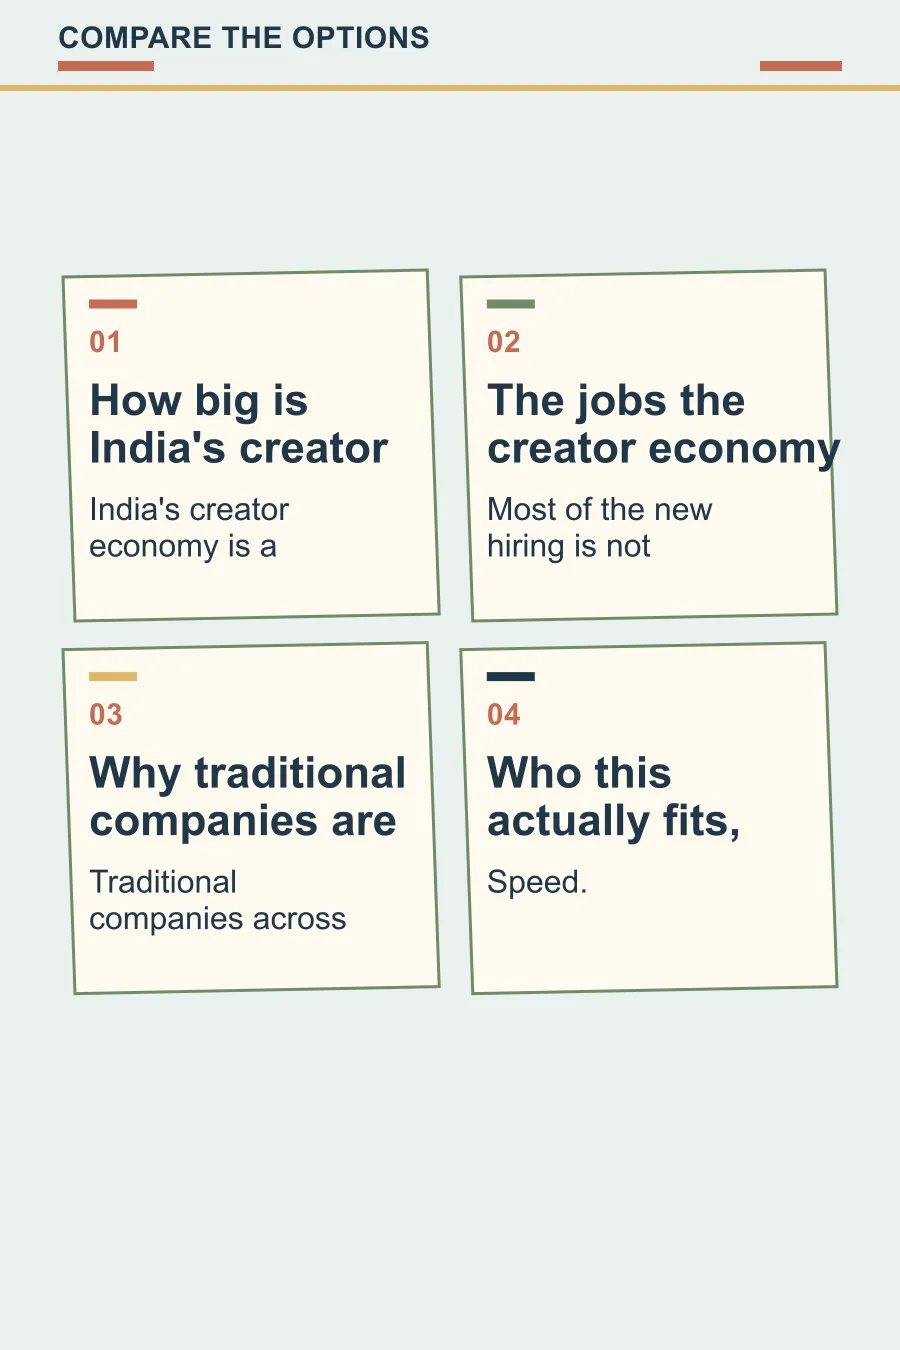 COMPARE THE OPTIONS
01
How big is
India's creator
India's creator
economy is a
02
The jobs the
creator economy
Most of the new
hiring is not
03
Why traditional
companies are
Traditional
companies across
04
Who this
actually fits,
Speed.